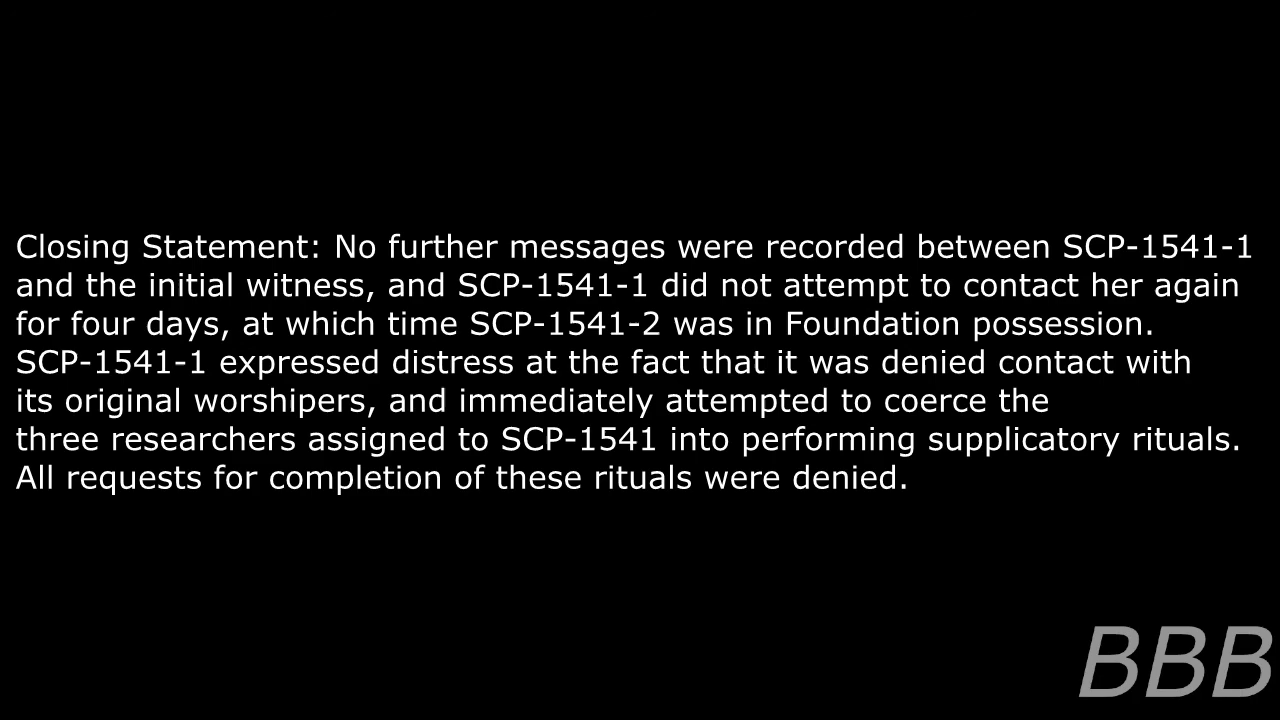 Closing Statement: No further messages were recorded between SCP-1541-1
and the initial witness, and SCP-1541-1 did not attempt to contact her again
for four days, at which time SCP-1541-2 was in Foundation possession.
SCP-1541-1 expressed distress at the fact that it was denied contact with
its original worshipers, and immediately attempted to coerce the
three researchers assigned to SCP-1541 into performing supplicatory rituals.
All requests for completion of these rituals were denied.
BBB